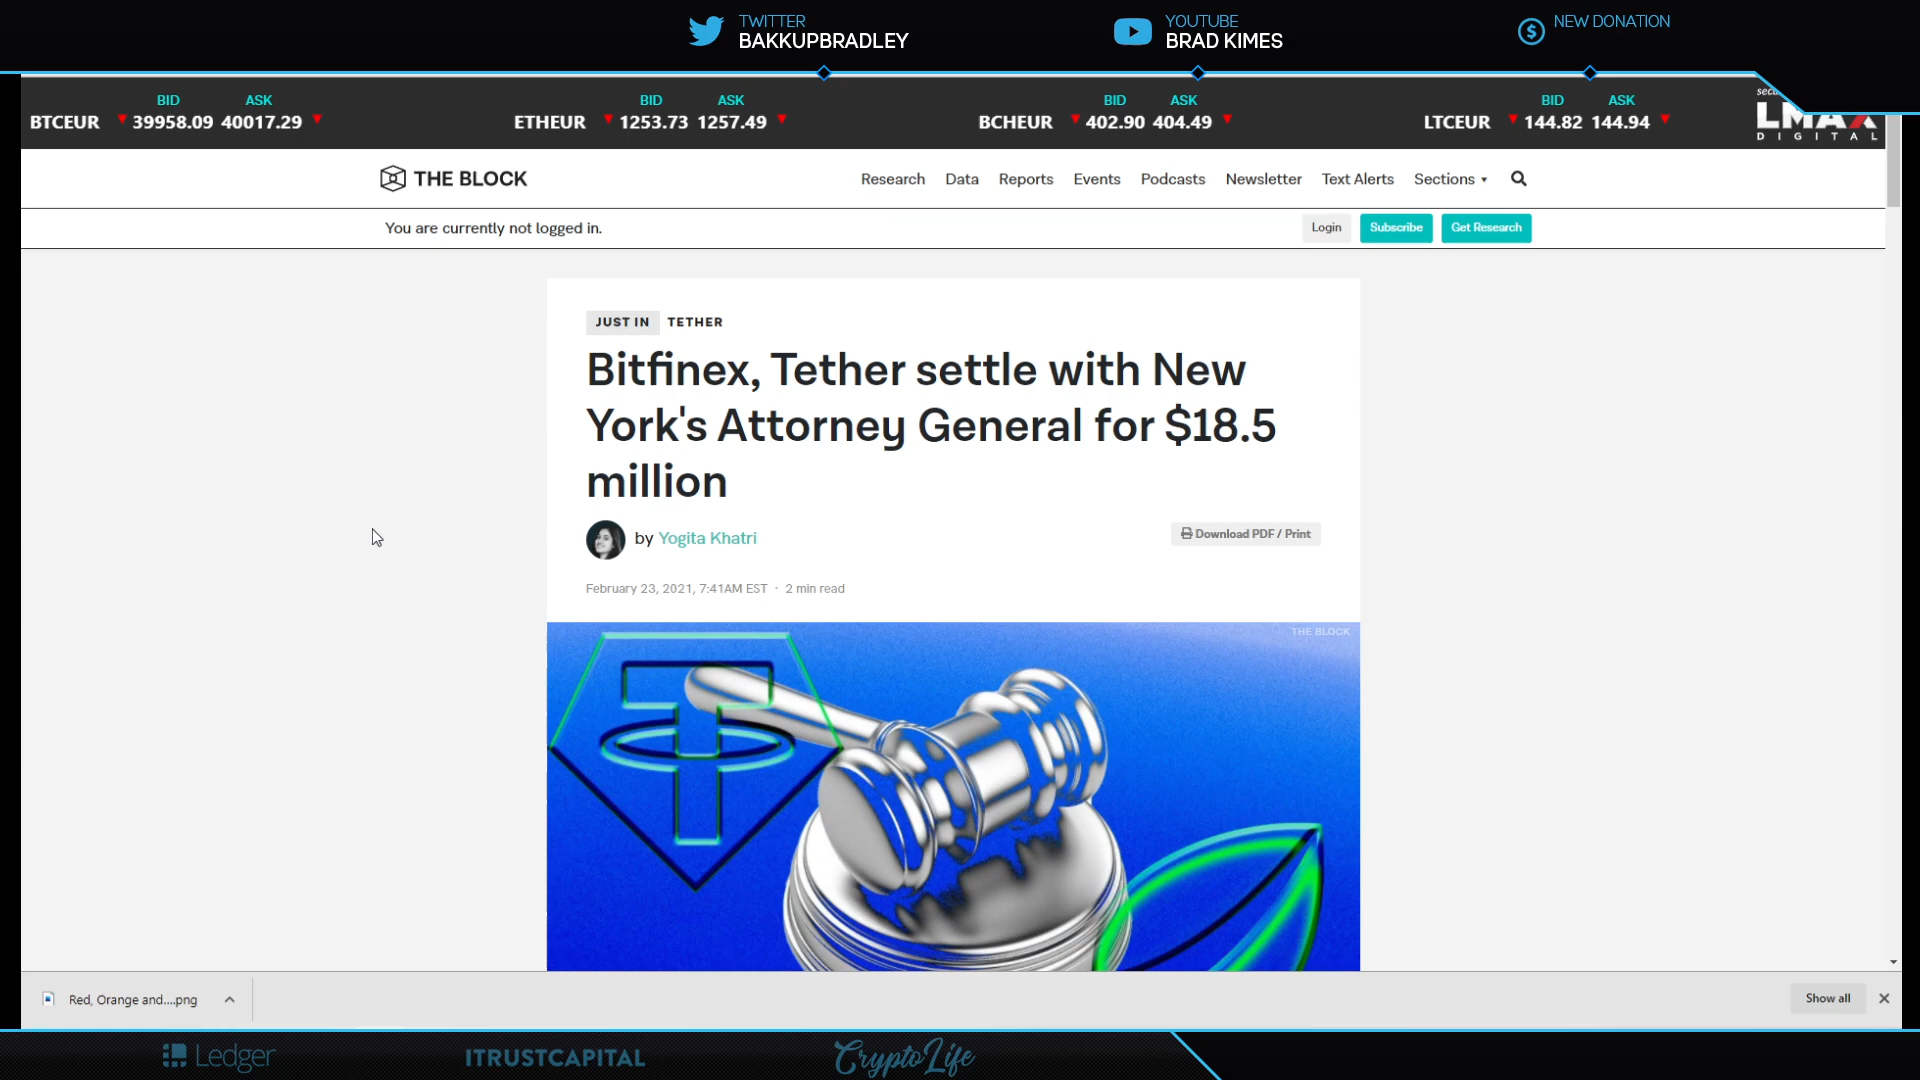 TWITTER
BAKKUPBRADLEY
YOUTUBE
BRAD KIMES
NEW DONATION
BID ASK
BTCEUR 39958.09 40017.29
BID ASK
ETHEUR 1253.73 1257.49
BID ASK
BCHEUR 402.90 404.49
BID ASK
LTCEUR 144.82 144.94
LMAX
DIGITAL
THE BLOCK
Research Data Reports Events Podcasts Newsletter Text Alerts Sections
You are currently not logged in.
Login Subscribe Get Research
JUST IN TETHER
Bitfinex, Tether settle with New
York's Attorney General for $18.5
million
by Yogita Khatri
Download PDF / Print
February 23, 2021, 7:41AM EST · 2 min read
THE BLOCK
Red, Orange and....png
Show all
Ledger
ITRUSTCAPITAL
CryptoLife